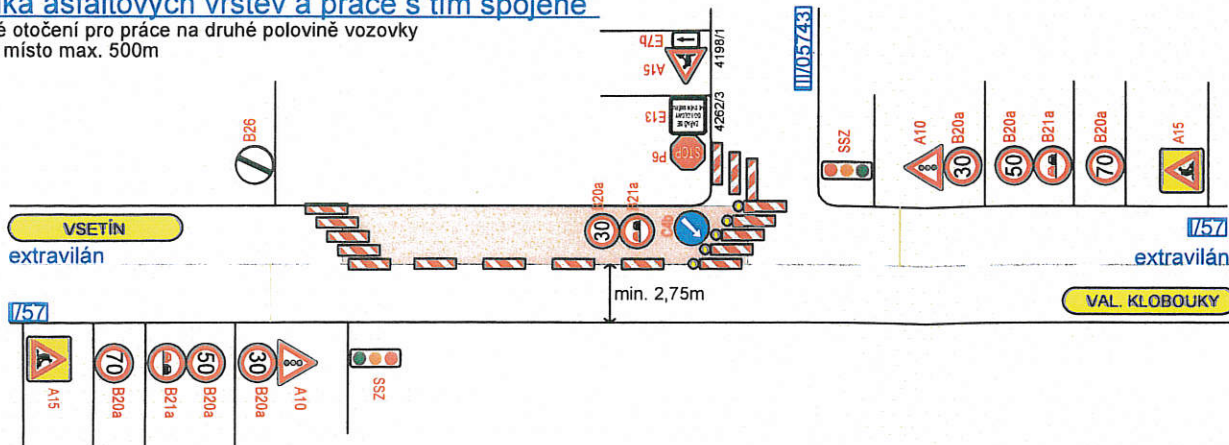 ka asfaltových vrstev a práce s tím spojené
é otočení pro práce na druhé polovině vozovky
místo max. 500m
E7b
A15
4198/1
E13
4262/3
P6
STOP
III/05743
B26
SSZ
A10
B20a
30
B20a
50
B21a
B20a
70
A15
B20a
30
B21a
C4b
VSETÍN
extravilán
I/57
extravilán
min. 2,75m
VAL. KLOBOUKY
I/57
A15
70
B20a
B21a
50
B20a
30
B20a
A10
SSZ